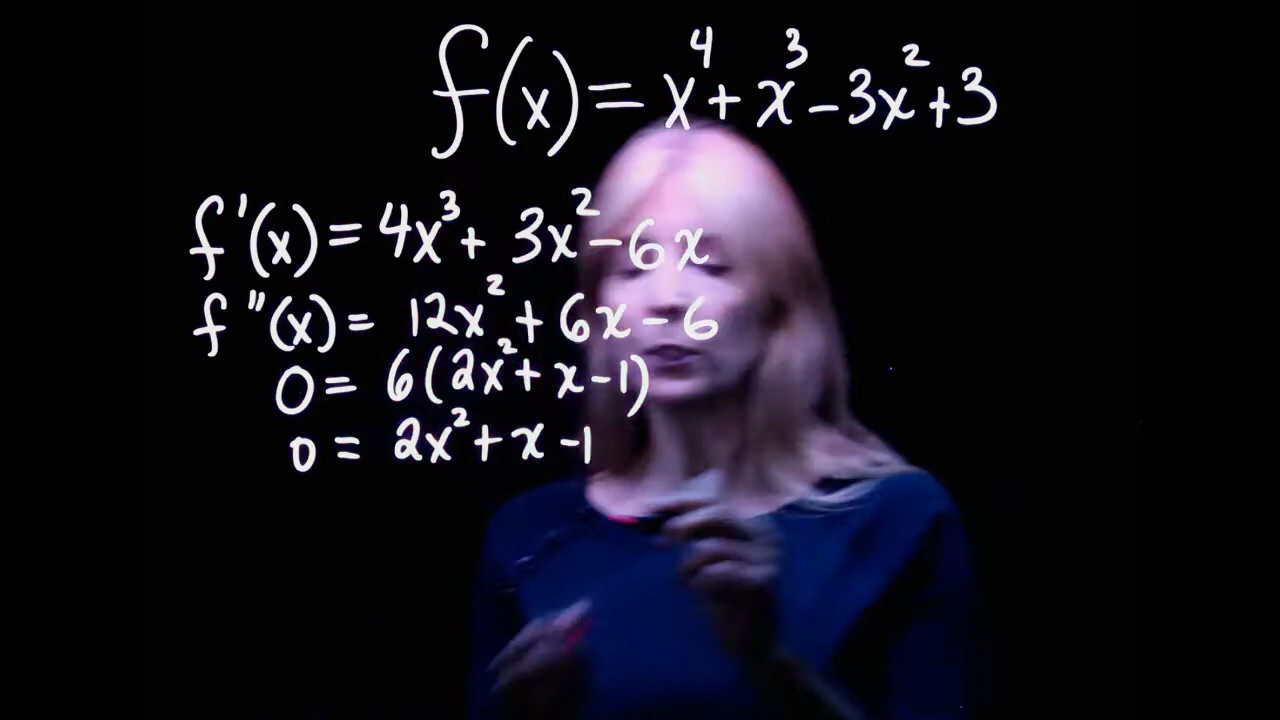 f(x) = x⁴ + x³ - 3x² + 3
f'(x) = 4x³ + 3x² - 6x
f''(x) = 12x² + 6x - 6
0 = 6(2x² + x - 1)
0 = 2x² + x - 1